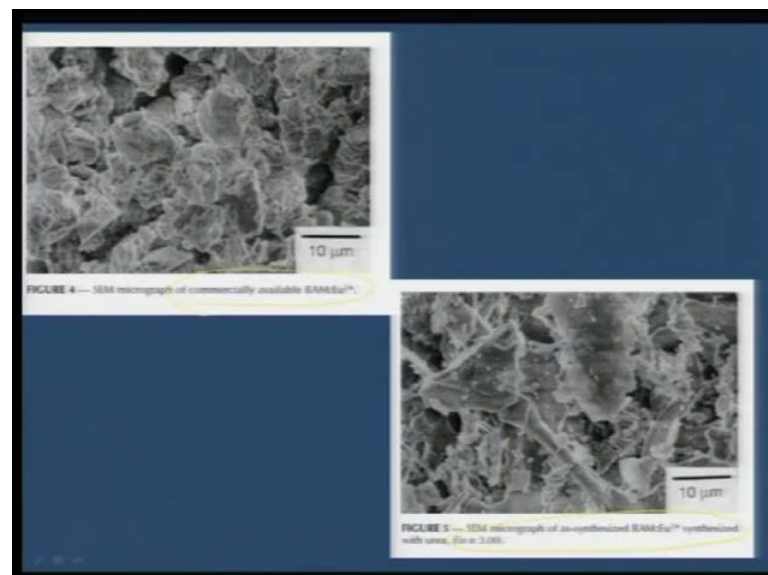 10 µm
FIGURE 4 — SEM micrograph of commercially available BAM:Eu²⁺.
10 µm
FIGURE 5 — SEM micrograph of as-synthesized BAM:Eu²⁺ synthesized
with urea,